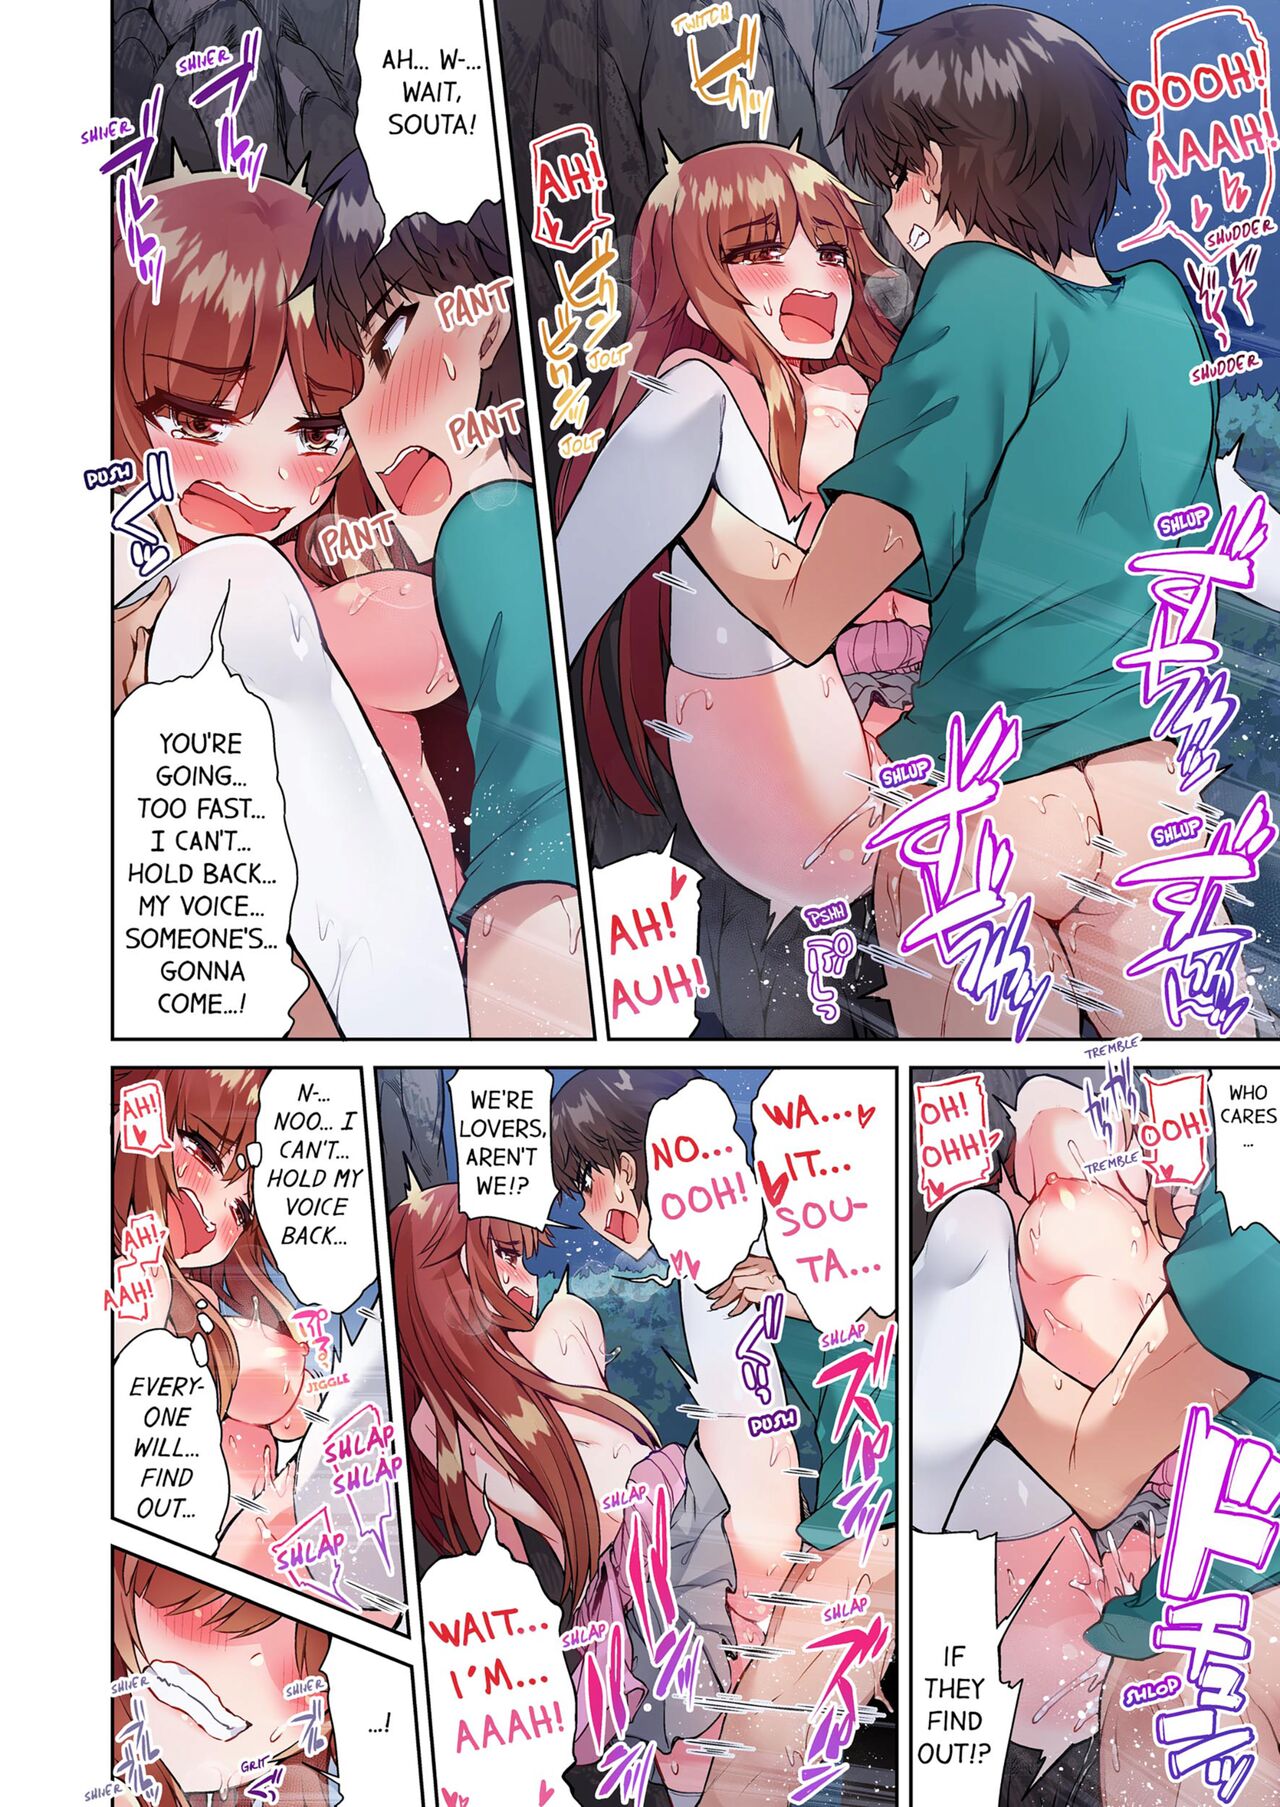 OOOH!
AAAH!
SHUDDER
SHUDDER
TWITCH
AH!
JOLT
JOLT
SHLUP
SHLUP
SHLUP
PSHH
AH!
AUH!
AH... W-...
WAIT,
SOUTA!
SHIVER
SHIVER
PANT
PANT
PANT
PUSH
YOU'RE
GOING...
TOO FAST...
I CAN'T...
HOLD BACK...
MY VOICE...
SOMEONE'S...
GONNA
COME...!
WHO
CARES
...
TREMBLE
OOH!
TREMBLE
OH!
OHH!
ドチュッ
SHLOP
IF
THEY
FIND
OUT!?
WA...
IT...
SOU-
TA...
NO...
OOH!
WE'RE
LOVERS,
AREN'T
WE!?
SHLAP
PUSH
SHLAP
SHLAP
SHLAP
WAIT...
I'M...
AAAH!
N-...
NOO... I
CAN'T...
HOLD MY
VOICE
BACK...
AH!
AH!
AAH!
JIGGLE
SHLAP
SHLAP
SHLAP
EVERY-
ONE
WILL...
FIND
OUT...
...!
SHIVER
SHIVER
GRIT
SHIVER